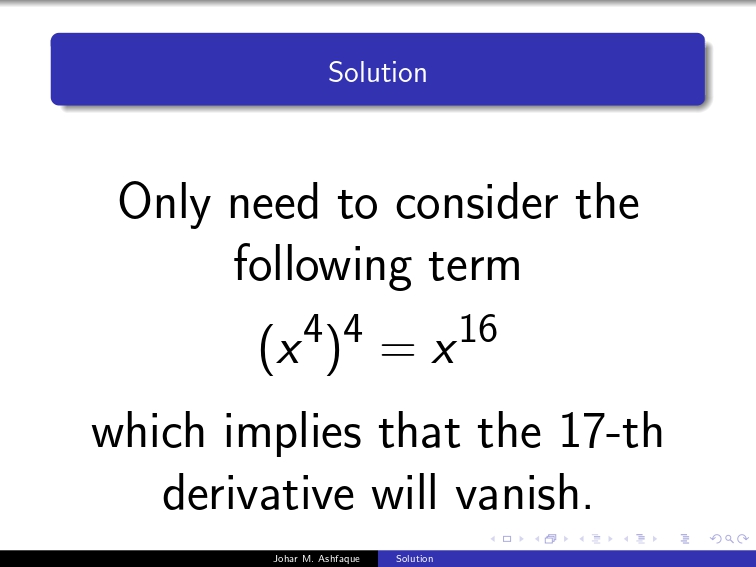 Solution
Only need to consider the
following term
(x^4)^4 = x^16
which implies that the 17-th
derivative will vanish.
Johar M. Ashfaque Solution